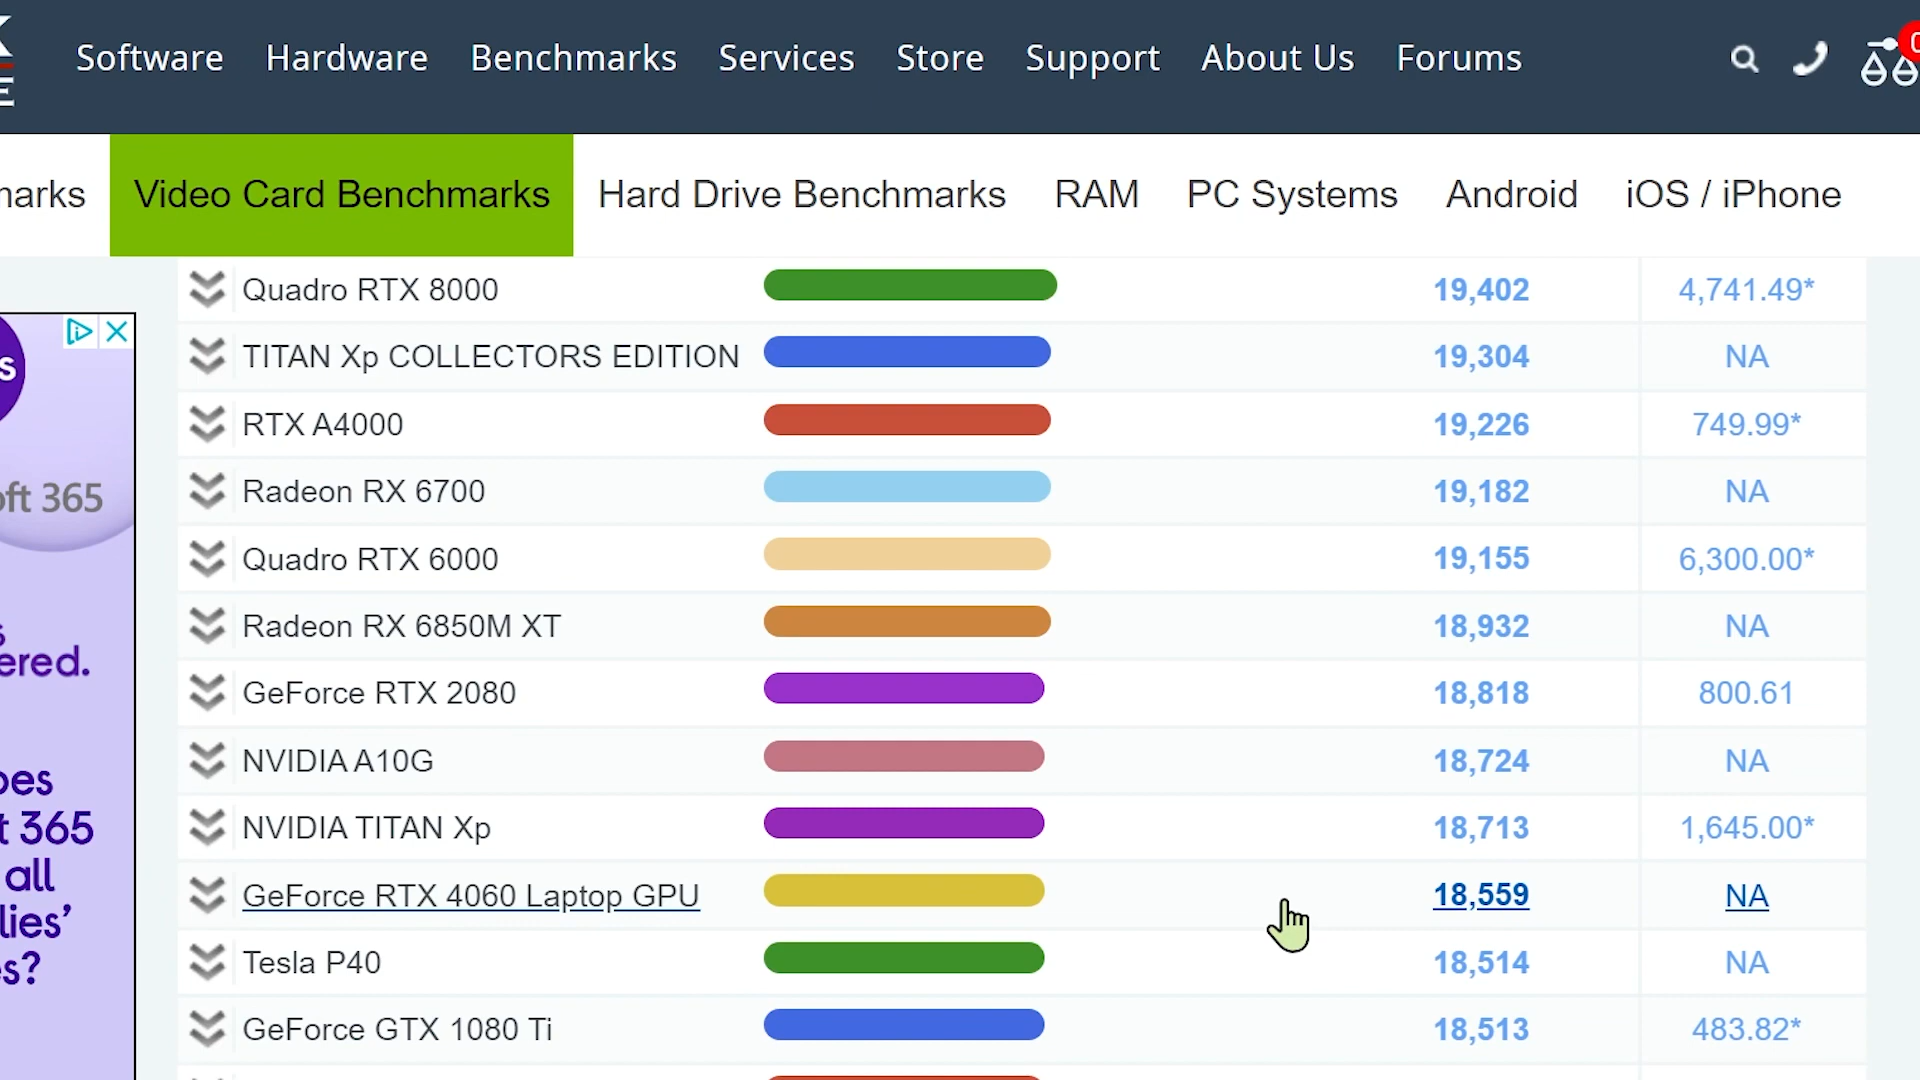 Software Hardware Benchmarks Services Store Support About Us Forums
marks Video Card Benchmarks Hard Drive Benchmarks RAM PC Systems Android iOS / iPhone
Quadro RTX 8000 19,402 4,741.49*
TITAN Xp COLLECTORS EDITION 19,304 NA
RTX A4000 19,226 749.99*
Radeon RX 6700 19,182 NA
Quadro RTX 6000 19,155 6,300.00*
Radeon RX 6850M XT 18,932 NA
GeForce RTX 2080 18,818 800.61
NVIDIA A10G 18,724 NA
NVIDIA TITAN Xp 18,713 1,645.00*
GeForce RTX 4060 Laptop GPU 18,559 NA
Tesla P40 18,514 NA
GeForce GTX 1080 Ti 18,513 483.82*
s
oft 365
s
ered.
oes
t 365
all
lies’
s?